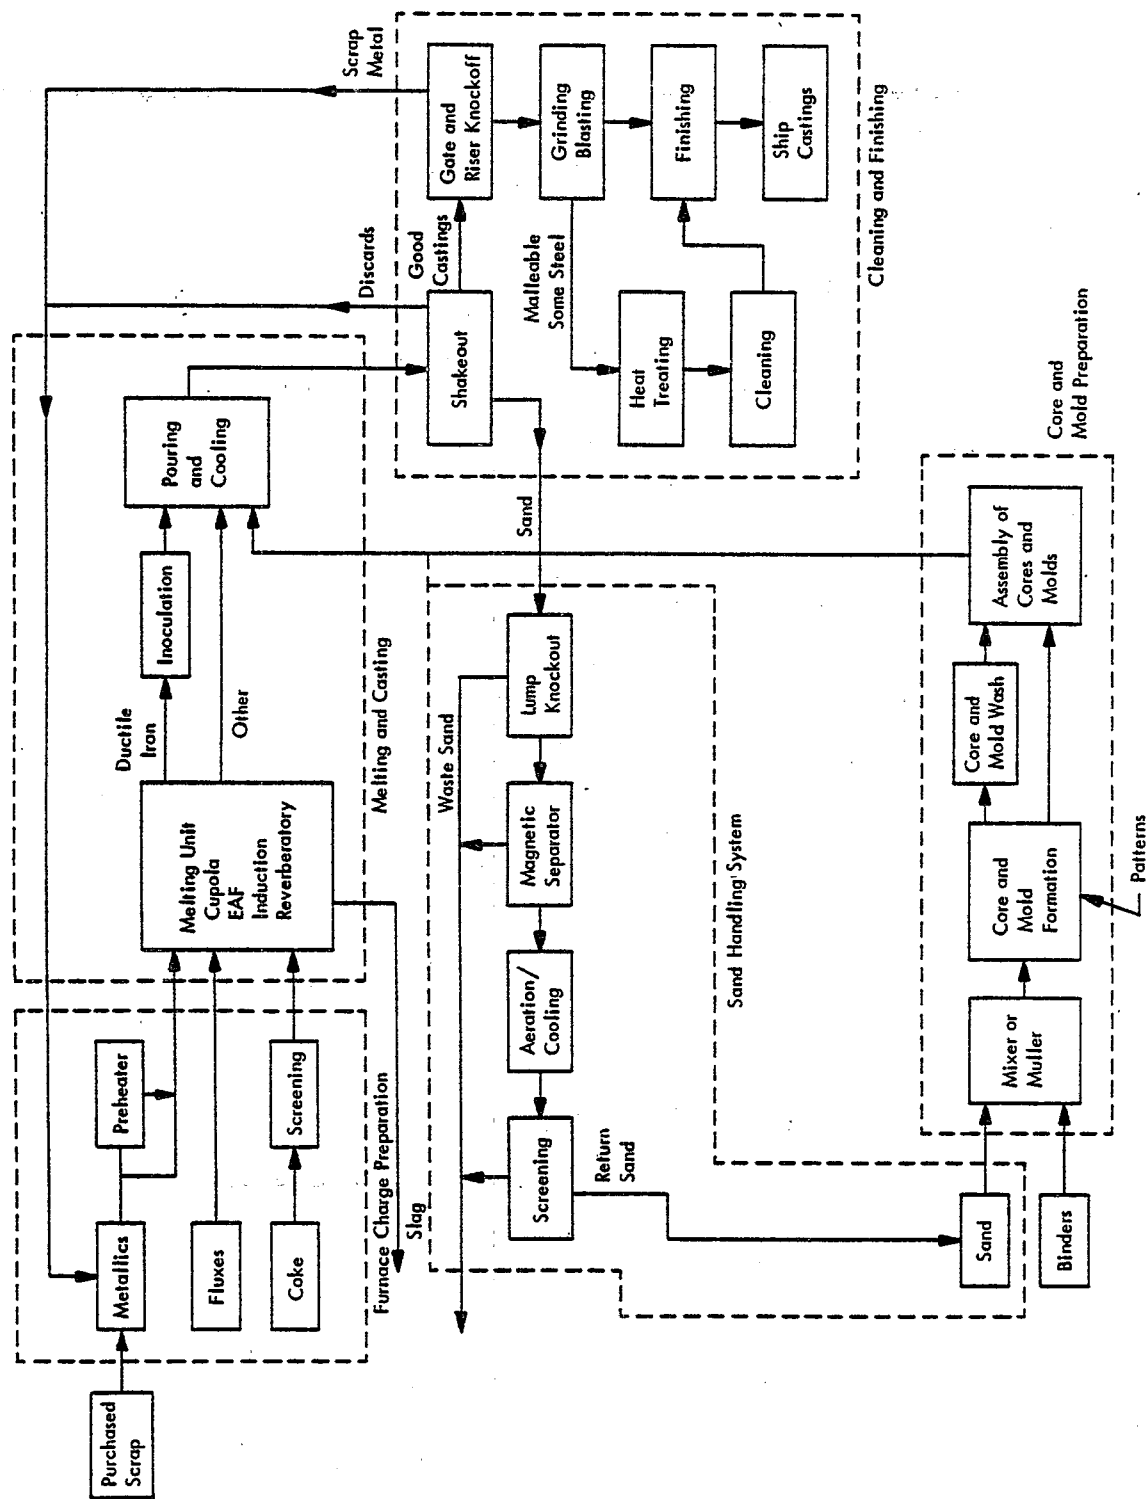 Purchased
Scrap
Metallics
Preheater
Fluxes
Coke
Screening
Furnace Charge Preparation
Slag
Melting Unit
Cupola
EAF
Induction
Reverberatory
Ductile
Iron
Other
Inoculation
Pouring
and
Cooling
Melting and Casting
Discards
Scrap
Metal
Shakeout
Good
Castings
Gate and
Riser Knockoff
Grinding
Blasting
Malleable
Some Steel
Heat
Treating
Cleaning
Finishing
Ship
Castings
Cleaning and Finishing
Sand
Waste Sand
Lump
Knockout
Magnetic
Separator
Aeration/
Cooling
Screening
Return
Sand
Sand Handling System
Sand
Binders
Mixer or
Muller
Core and
Mold
Formation
Patterns
Core and
Mold Wash
Assembly of
Cores and
Molds
Core and
Mold Preparation